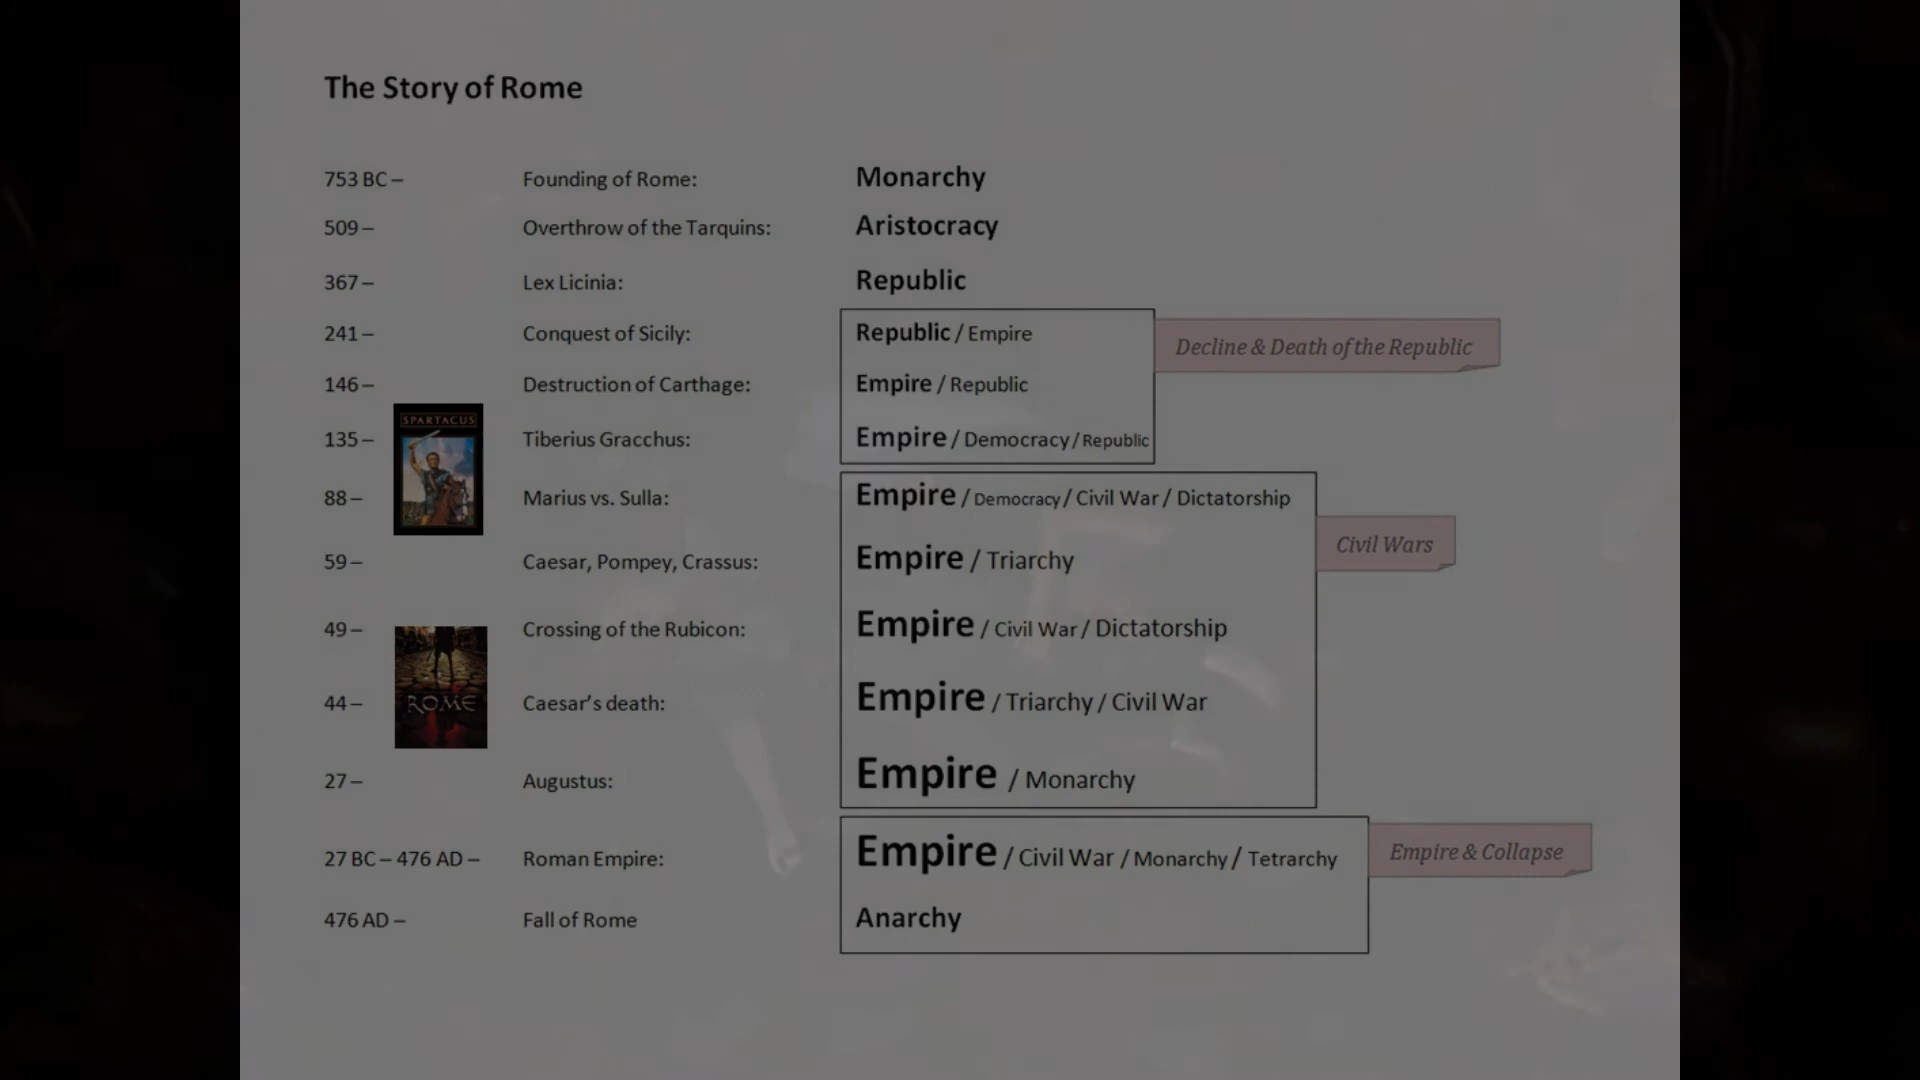 The Story of Rome
753 BC – Founding of Rome: Monarchy
509 – Overthrow of the Tarquins: Aristocracy
367 – Lex Licinia: Republic
241 – Conquest of Sicily: Republic / Empire
Decline & Death of the Republic
146 – Destruction of Carthage: Empire / Republic
SPARTACUS
135 – Tiberius Gracchus: Empire / Democracy / Republic
88 – Marius vs. Sulla: Empire / Democracy / Civil War / Dictatorship
Civil Wars
59 – Caesar, Pompey, Crassus: Empire / Triarchy
49 – Crossing of the Rubicon: Empire / Civil War / Dictatorship
ROME
44 – Caesar’s death: Empire / Triarchy / Civil War
27 – Augustus: Empire / Monarchy
27 BC – 476 AD – Roman Empire: Empire / Civil War / Monarchy / Tetrarchy
Empire & Collapse
476 AD – Fall of Rome Anarchy